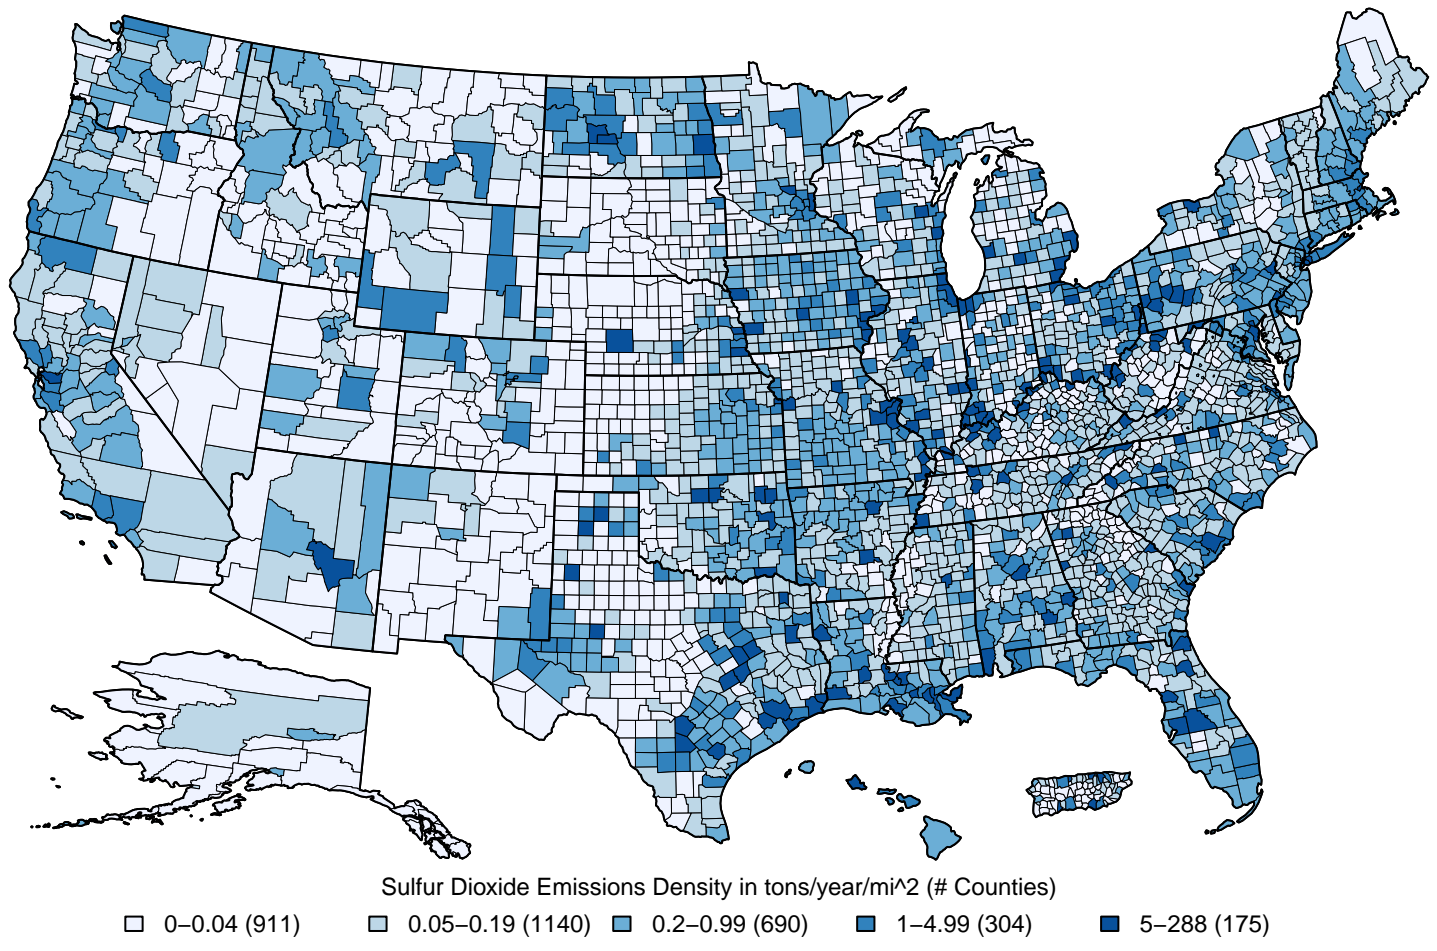 Sulfur Dioxide Emissions Density in tons/year/mi^2 (# Counties)
0−0.04 (911) 0.05−0.19 (1140) 0.2−0.99 (690) 1−4.99 (304) 5−288 (175)